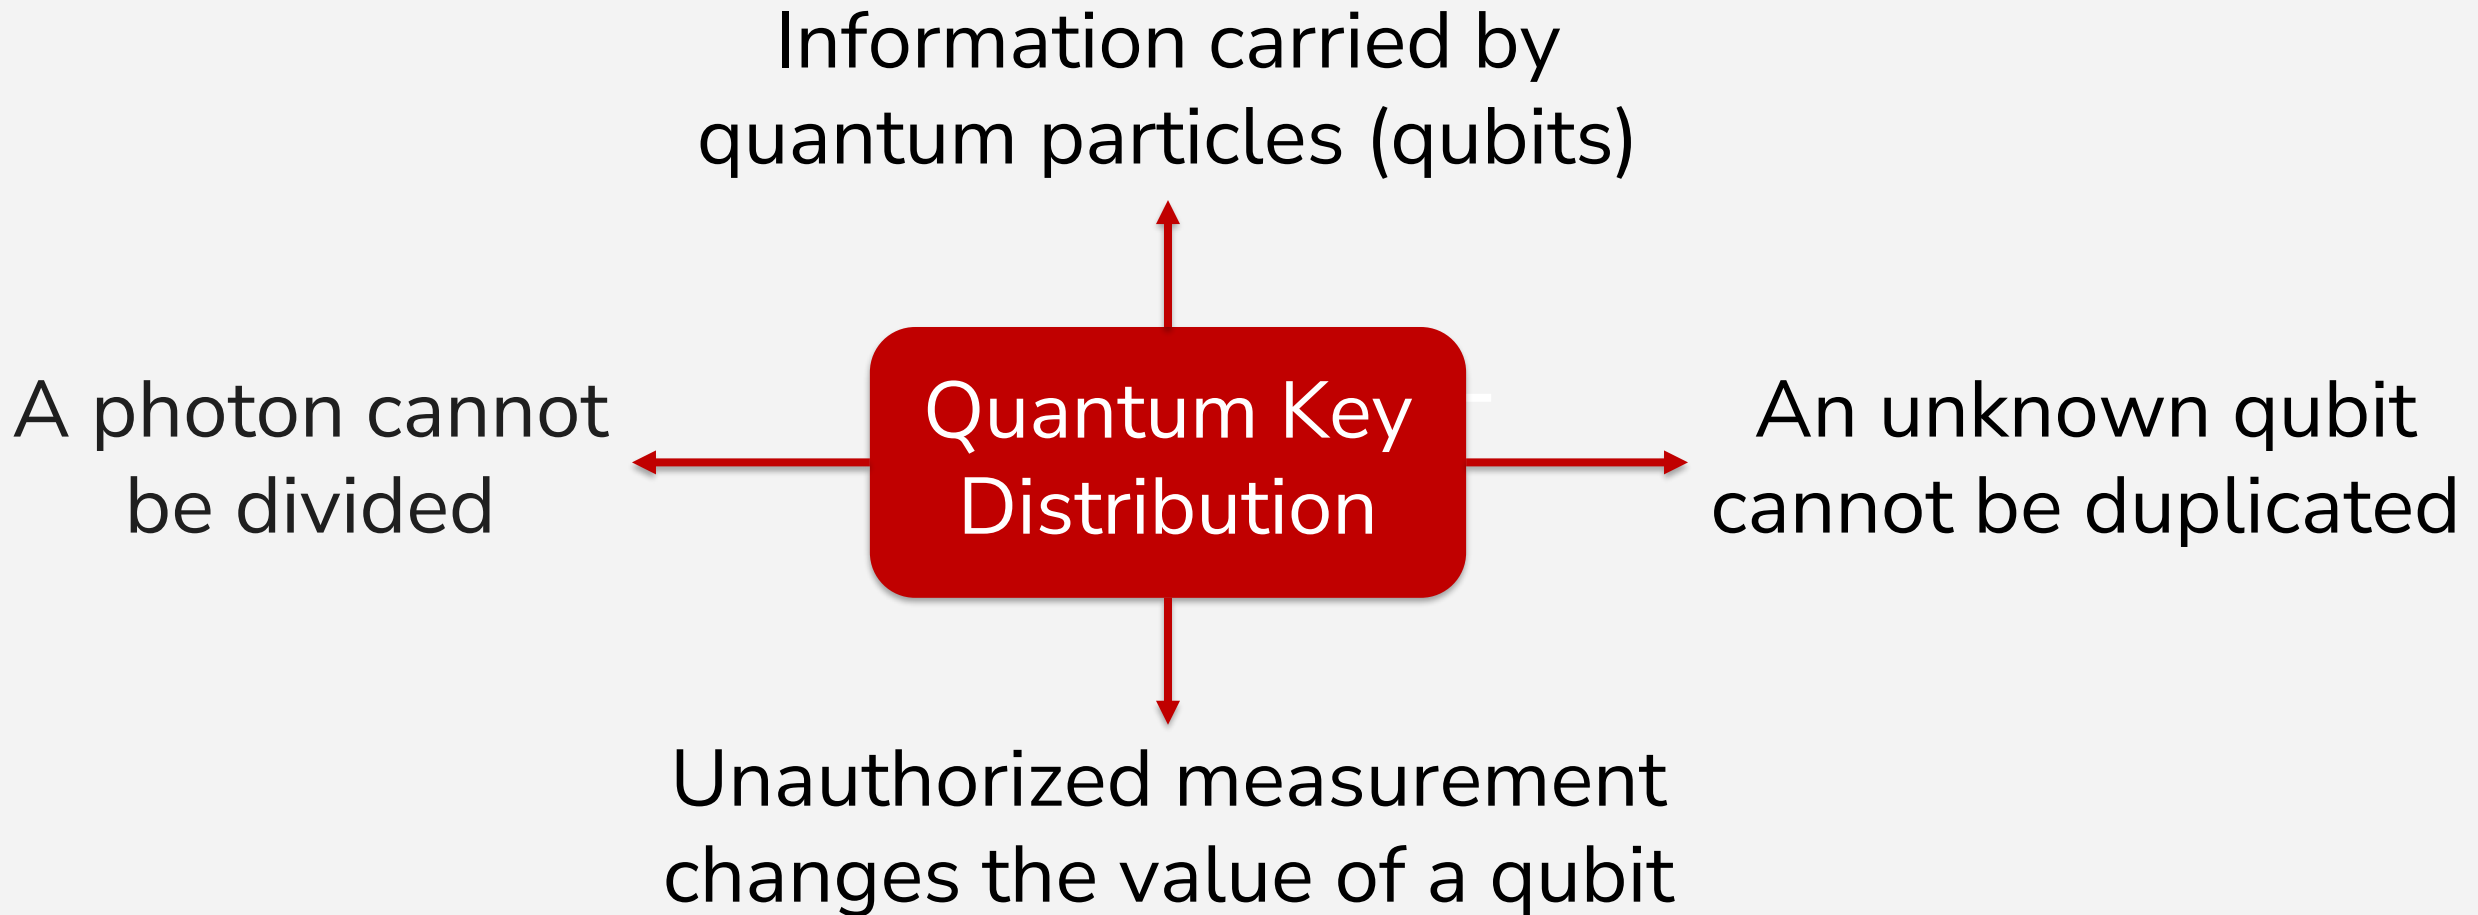 Information carried by
quantum particles (qubits)
A photon cannot
be divided
Quantum Key
Distribution
An unknown qubit
cannot be duplicated
Unauthorized measurement
changes the value of a qubit